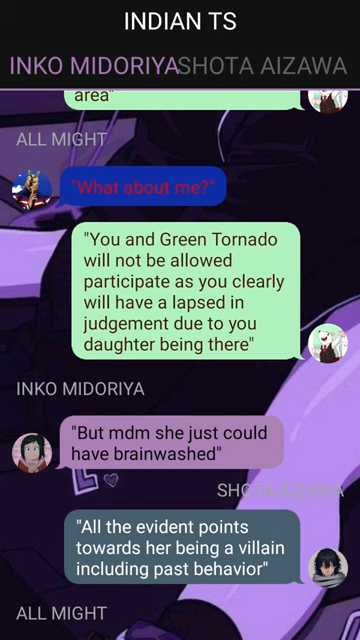 INDIAN TS
INKO MIDORIYA SHOTA AIZAWA
area"
ALL MIGHT
"What about me?"
"You and Green Tornado
will not be allowed
participate as you clearly
will have a lapsed in
judgement due to you
daughter being there"
INKO MIDORIYA
"But mdm she just could
have brainwashed"
SHOTA AIZAWA
"All the evident points
towards her being a villain
including past behavior"
ALL MIGHT